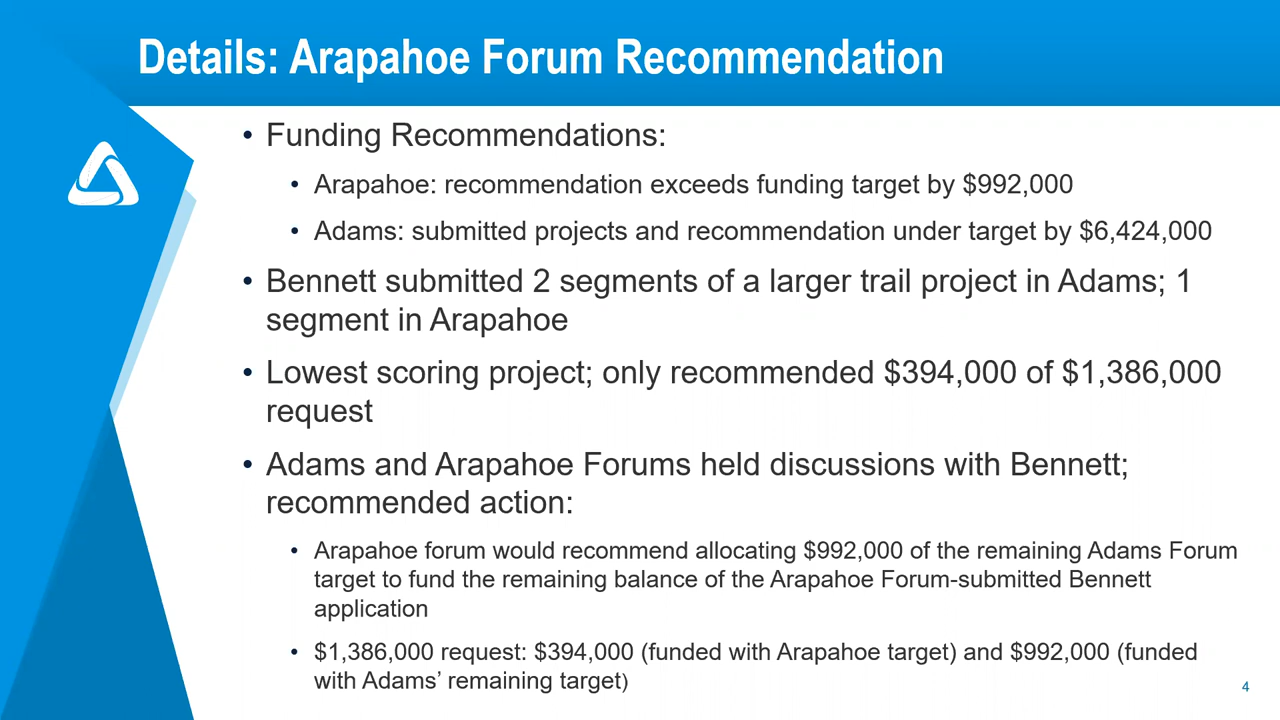 Details: Arapahoe Forum Recommendation
• Funding Recommendations:
• Arapahoe: recommendation exceeds funding target by $992,000
• Adams: submitted projects and recommendation under target by $6,424,000
• Bennett submitted 2 segments of a larger trail project in Adams; 1
segment in Arapahoe
• Lowest scoring project; only recommended $394,000 of $1,386,000
request
• Adams and Arapahoe Forums held discussions with Bennett;
recommended action:
• Arapahoe forum would recommend allocating $992,000 of the remaining Adams Forum
target to fund the remaining balance of the Arapahoe Forum-submitted Bennett
application
• $1,386,000 request: $394,000 (funded with Arapahoe target) and $992,000 (funded
with Adams’ remaining target)
4